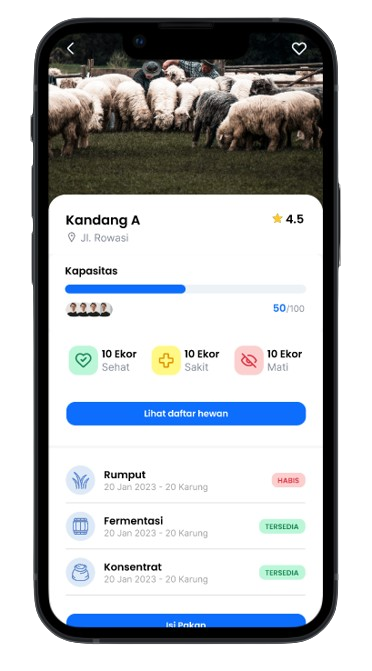 Kandang A
4.5
Jl. Rowasi
Kapasitas
50/100
10 Ekor
Sehat
10 Ekor
Sakit
10 Ekor
Mati
Lihat daftar hewan
Rumput
20 Jan 2023 - 20 Karung
HABIS
Fermentasi
20 Jan 2023 - 20 Karung
TERSEDIA
Konsentrat
20 Jan 2023 - 20 Karung
TERSEDIA
Isi Pakan